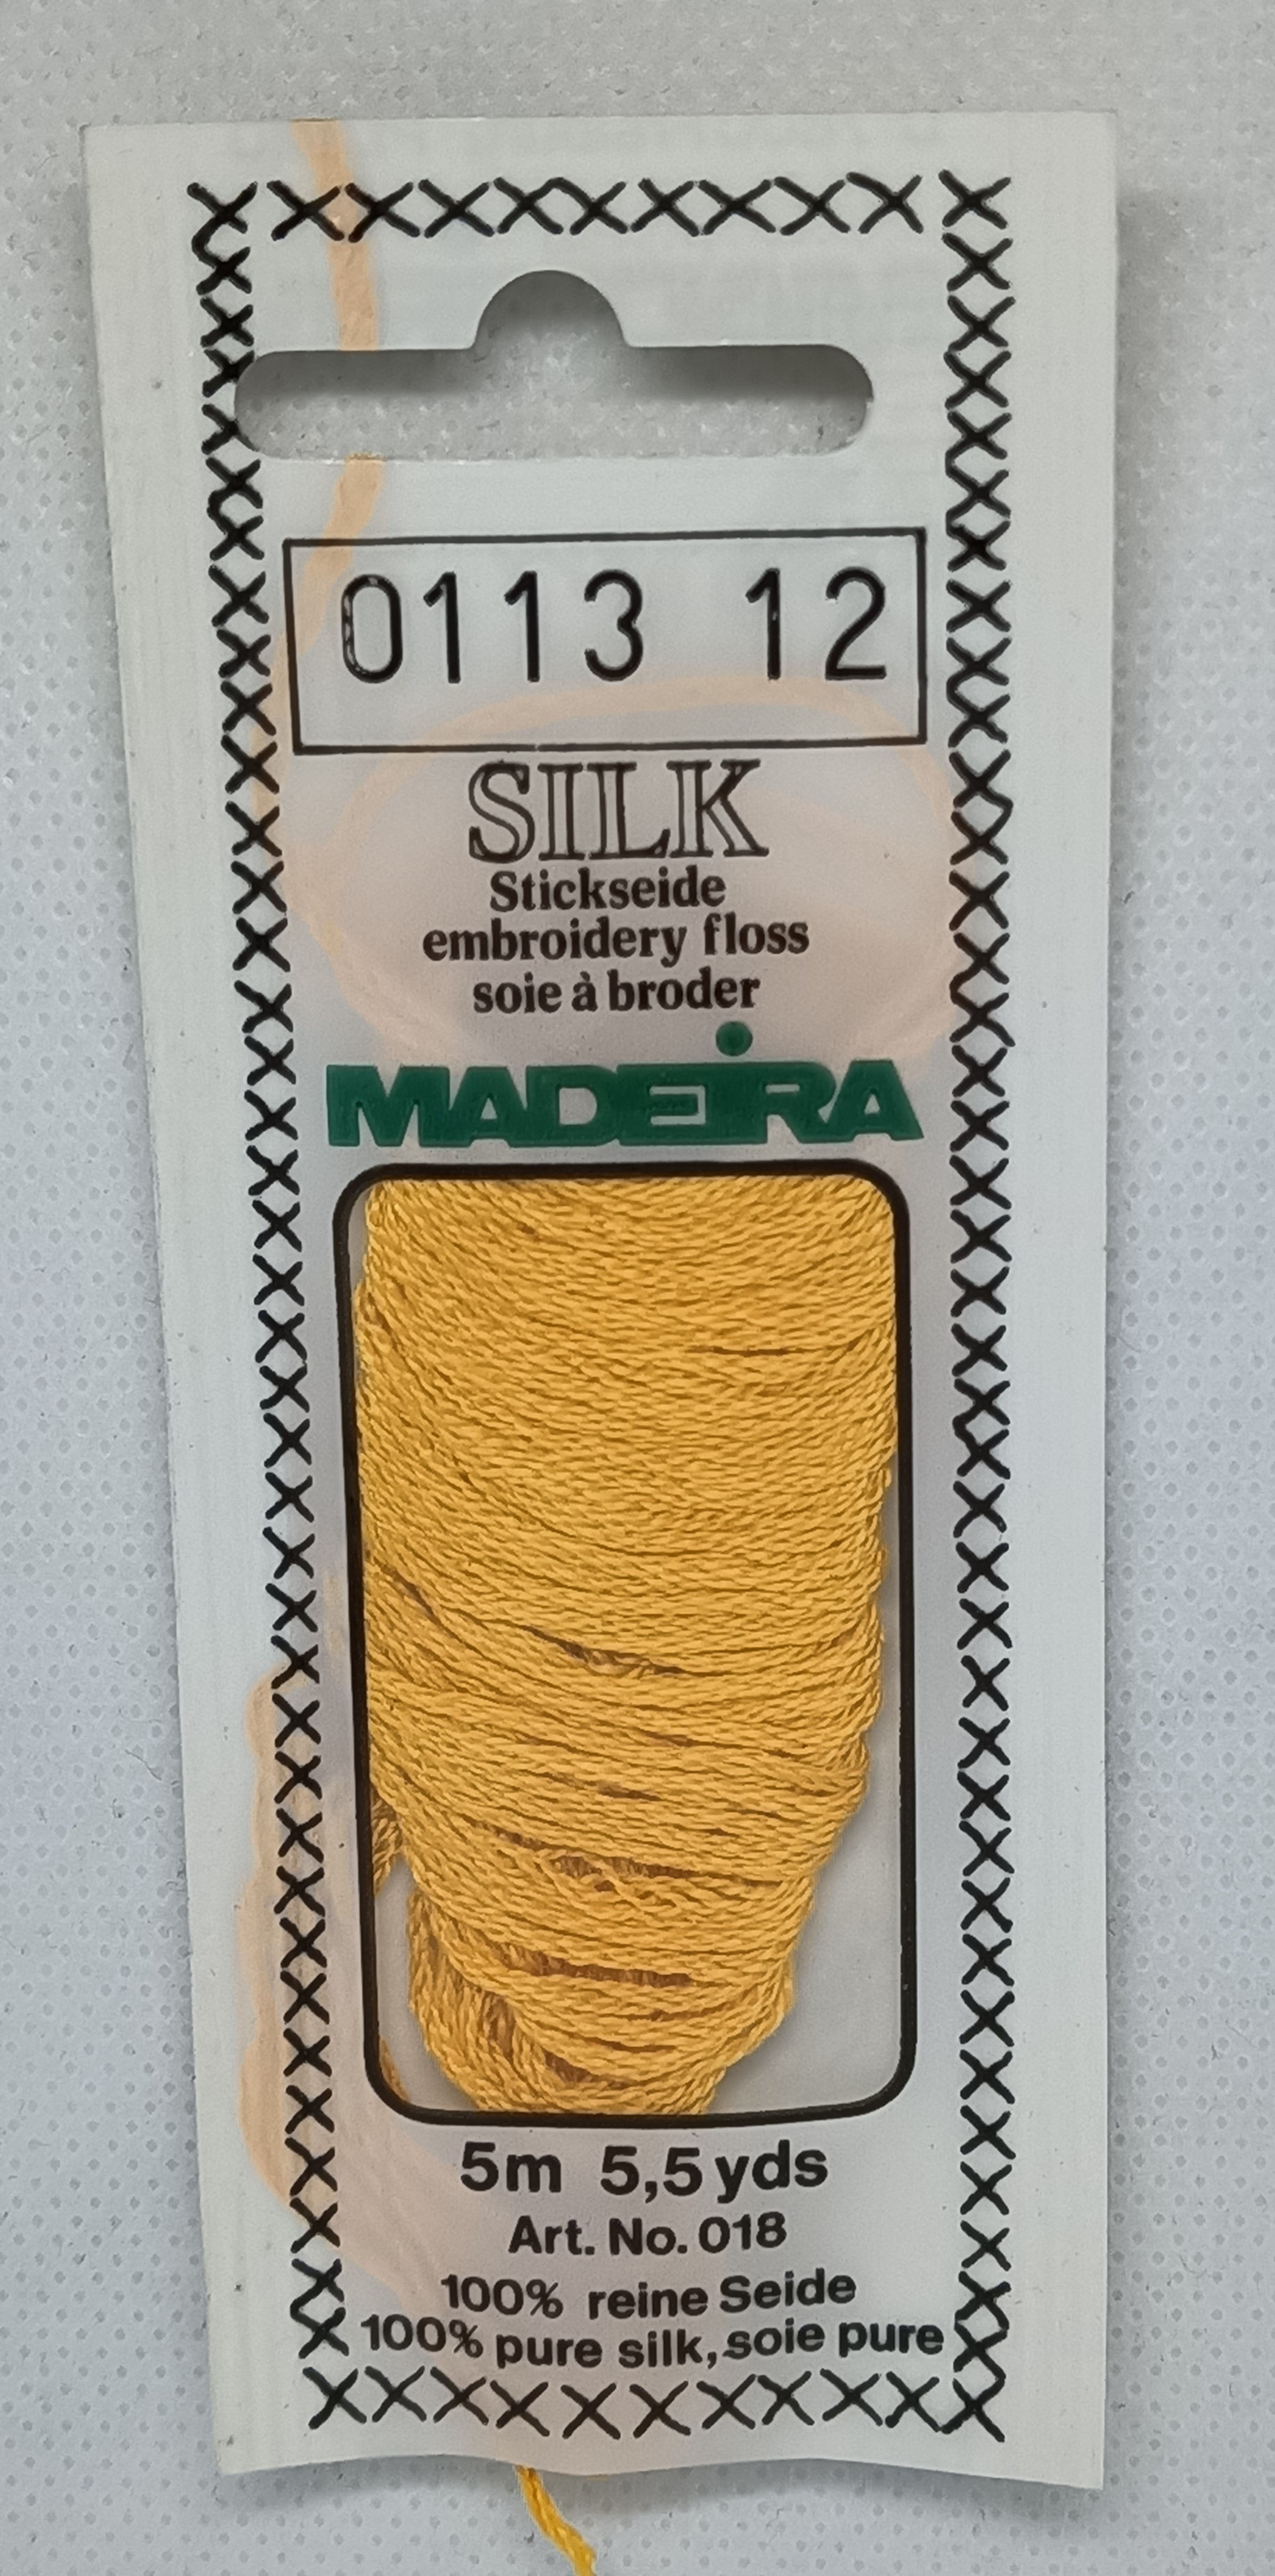 0113 12
SILK
Stickseide
embroidery floss
soie à broder
MADEIRA
5m 5,5 yds
Art. No. 018
100% reine Seide
100% pure silk, soie pure